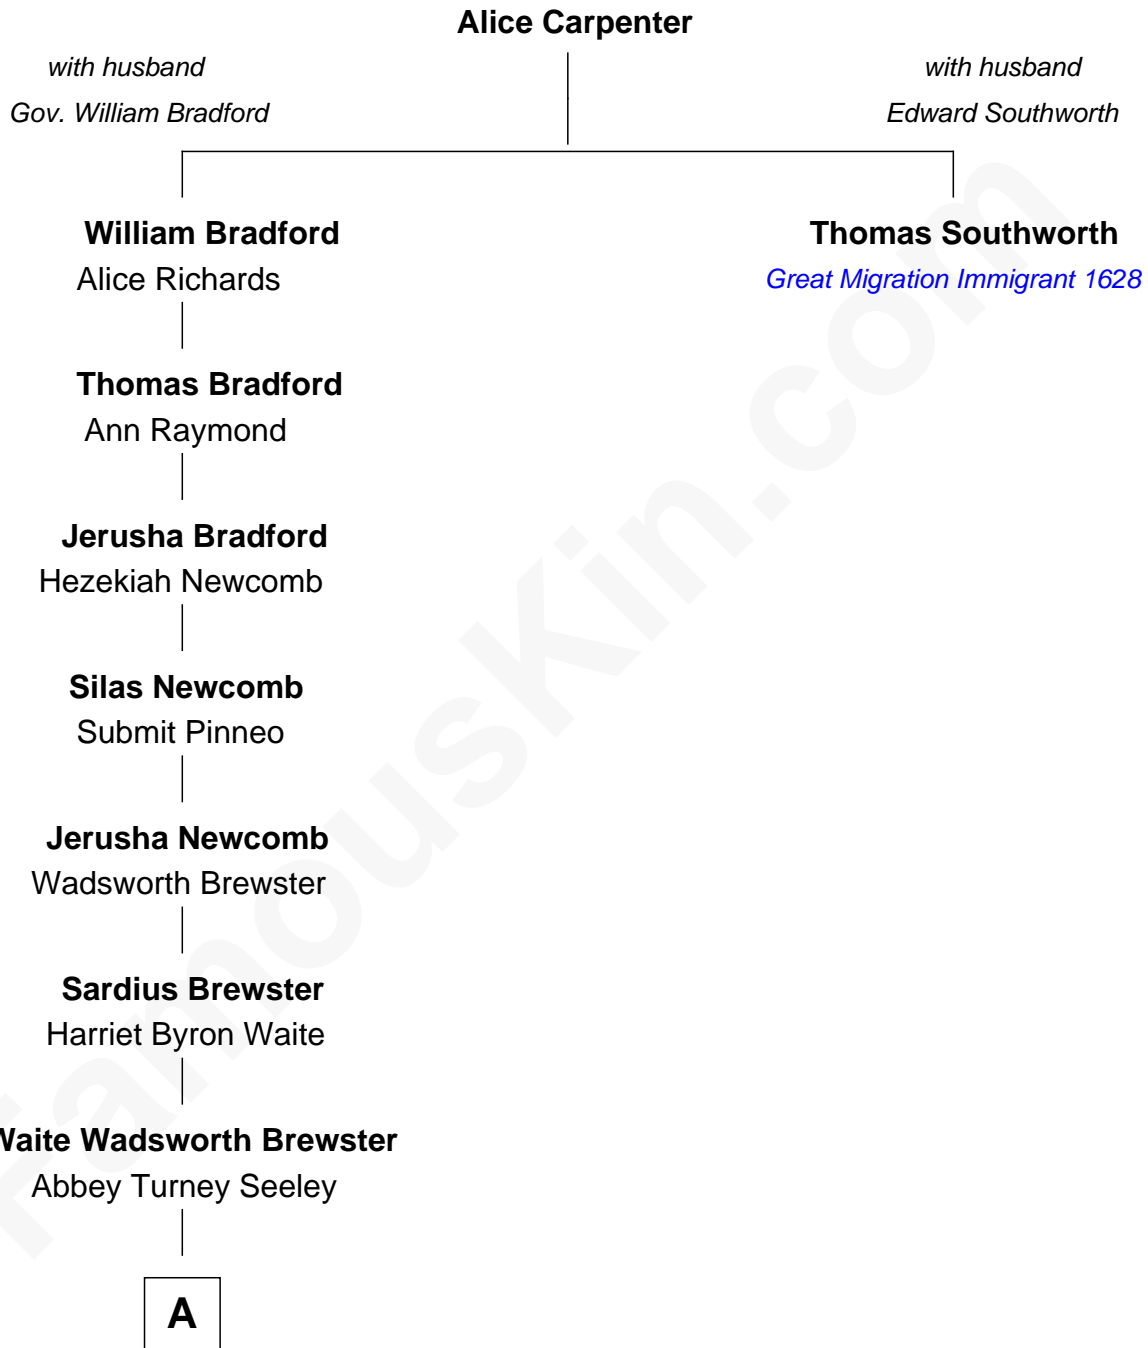 Alice Carpenter
with husband
Gov. William Bradford
with husband
Edward Southworth
William Bradford
Alice Richards
Thomas Southworth
Great Migration Immigrant 1628
Thomas Bradford
Ann Raymond
Jerusha Bradford
Hezekiah Newcomb
Silas Newcomb
Submit Pinneo
Jerusha Newcomb
Wadsworth Brewster
Sardius Brewster
Harriet Byron Waite
Waite Wadsworth Brewster
Abbey Turney Seeley
A
FamousKin.com